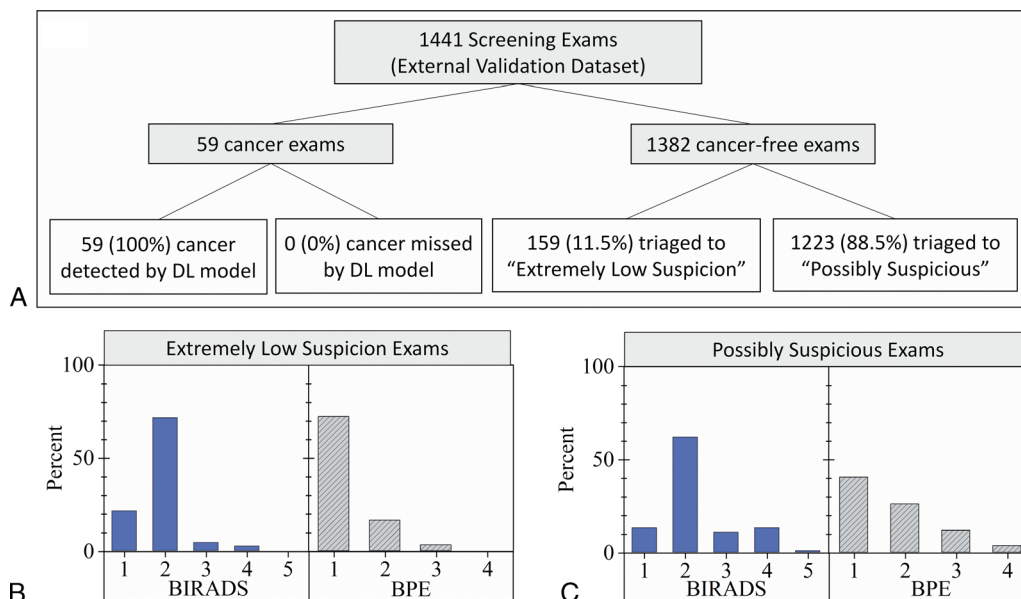 1441 Screening Exams
(External Validation Dataset)
59 cancer exams
1382 cancer-free exams
59 (100%) cancer
detected by DL model
0 (0%) cancer missed
by DL model
159 (11.5%) triaged to
“Extremely Low Suspicion”
1223 (88.5%) triaged to
“Possibly Suspicious”
A
Extremely Low Suspicion Exams
100
50
0
Percent
1 2 3 4 5
BIRADS
1 2 3 4
BPE
B
Possibly Suspicious Exams
100
50
0
Percent
1 2 3 4 5
BIRADS
1 2 3 4
BPE
C